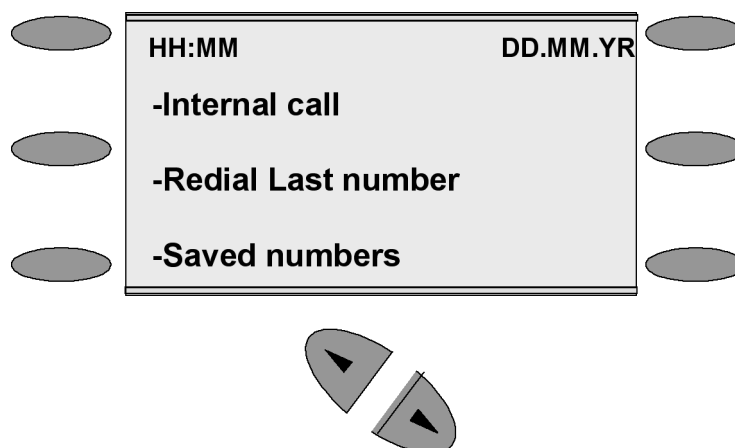 HH:MM DD.MM.YR
-Internal call
-Redial Last number
-Saved numbers